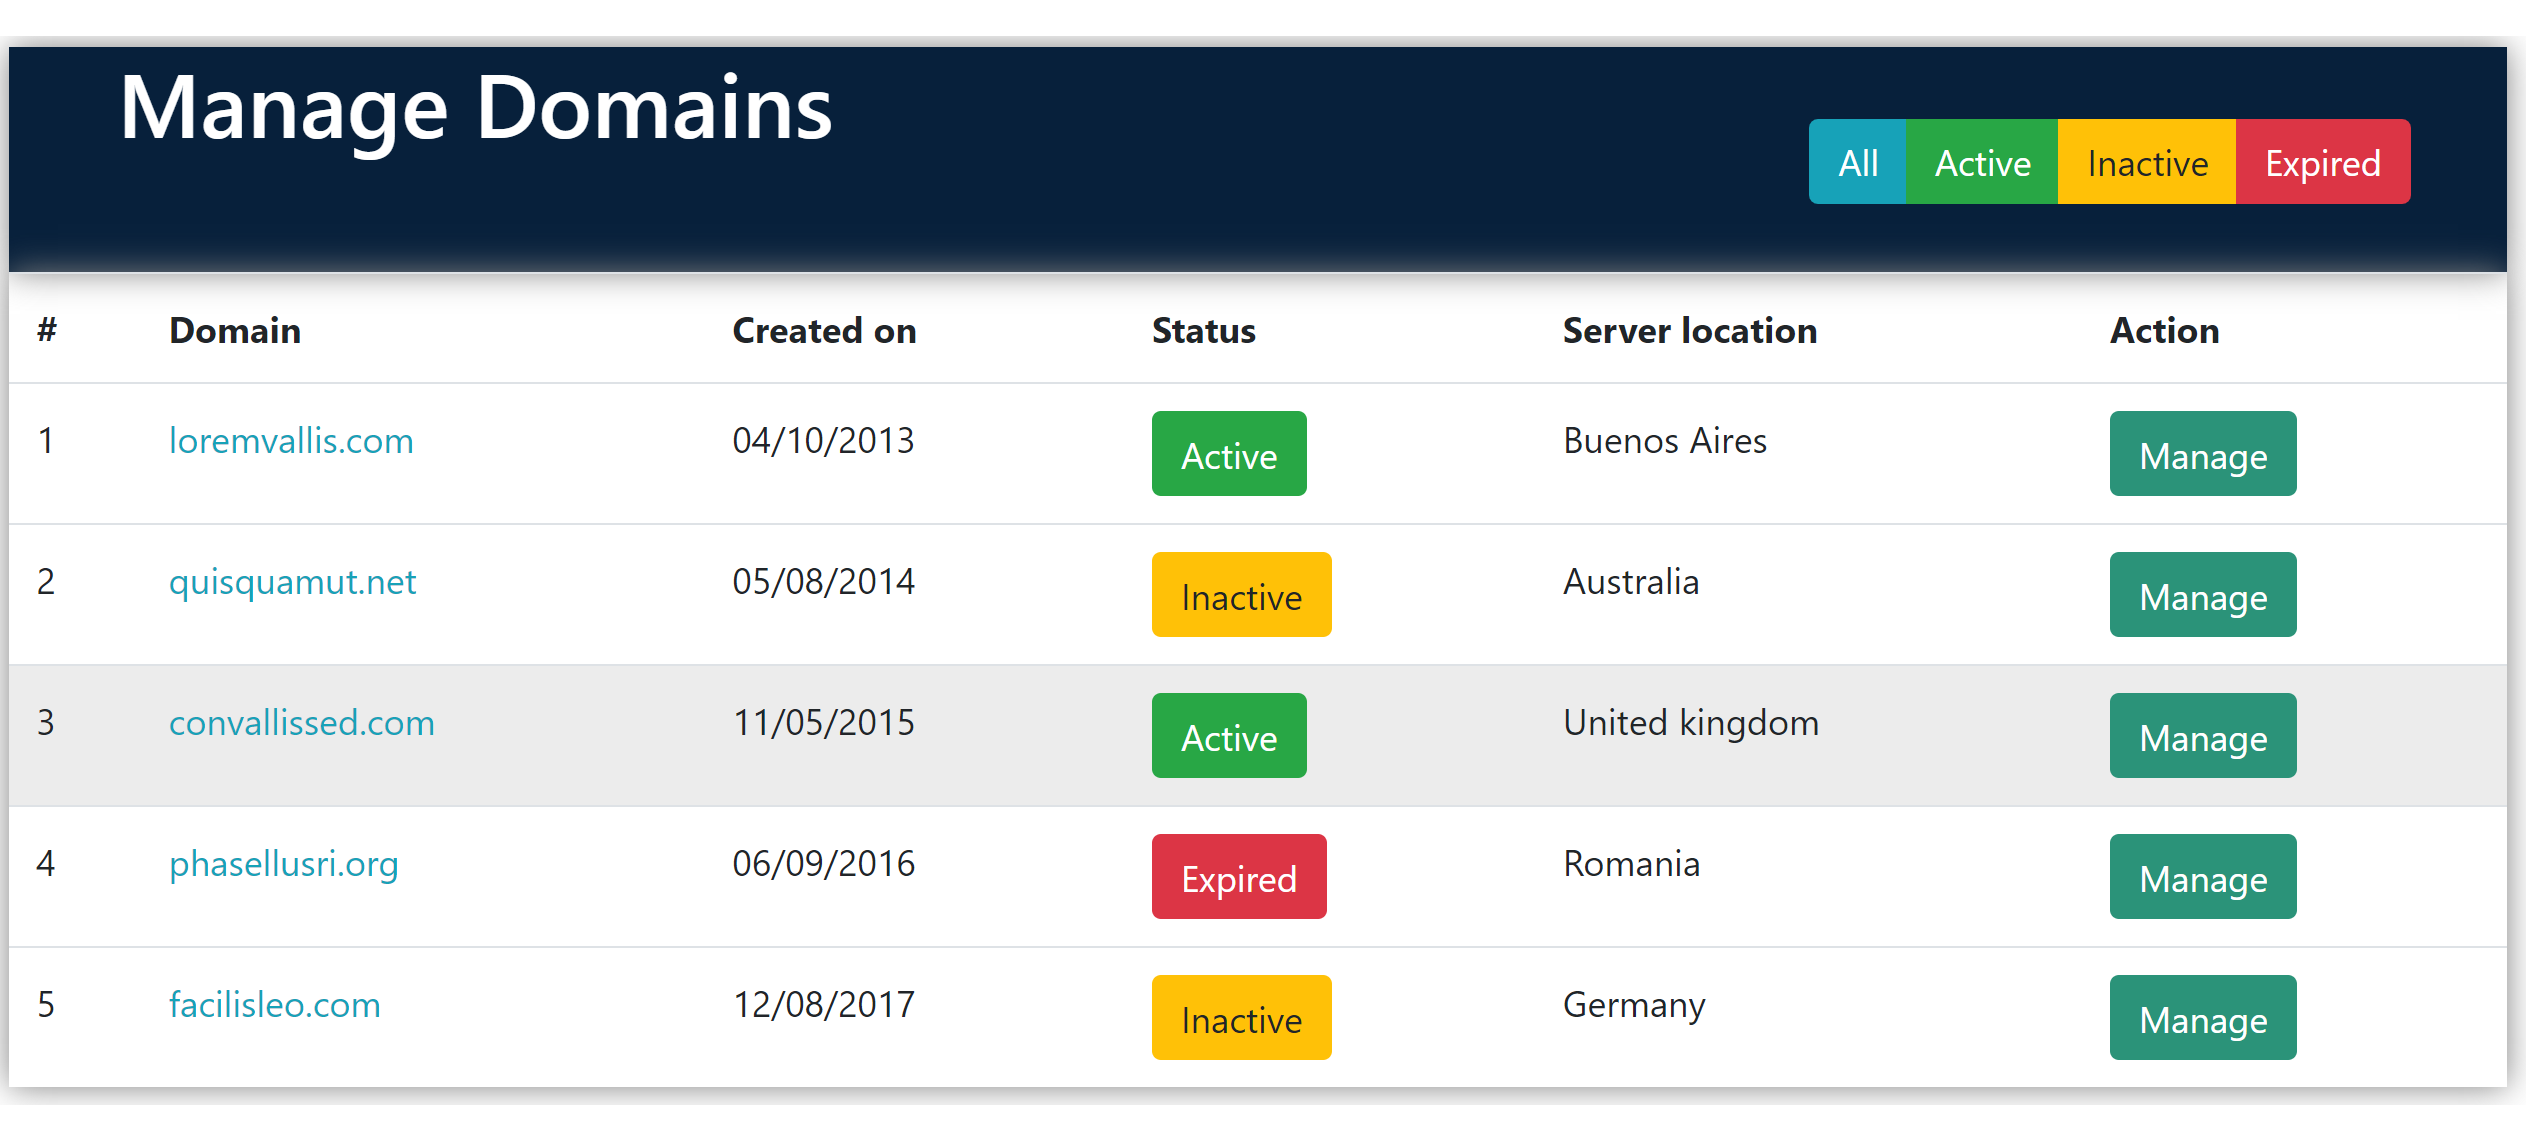 Manage Domains
All Active Inactive Expired
# Domain Created on Status Server location Action
1 loremvallis.com 04/10/2013 Active Buenos Aires Manage
2 quisquamut.net 05/08/2014 Inactive Australia Manage
3 convallissed.com 11/05/2015 Active United kingdom Manage
4 phasellusri.org 06/09/2016 Expired Romania Manage
5 facilisleo.com 12/08/2017 Inactive Germany Manage